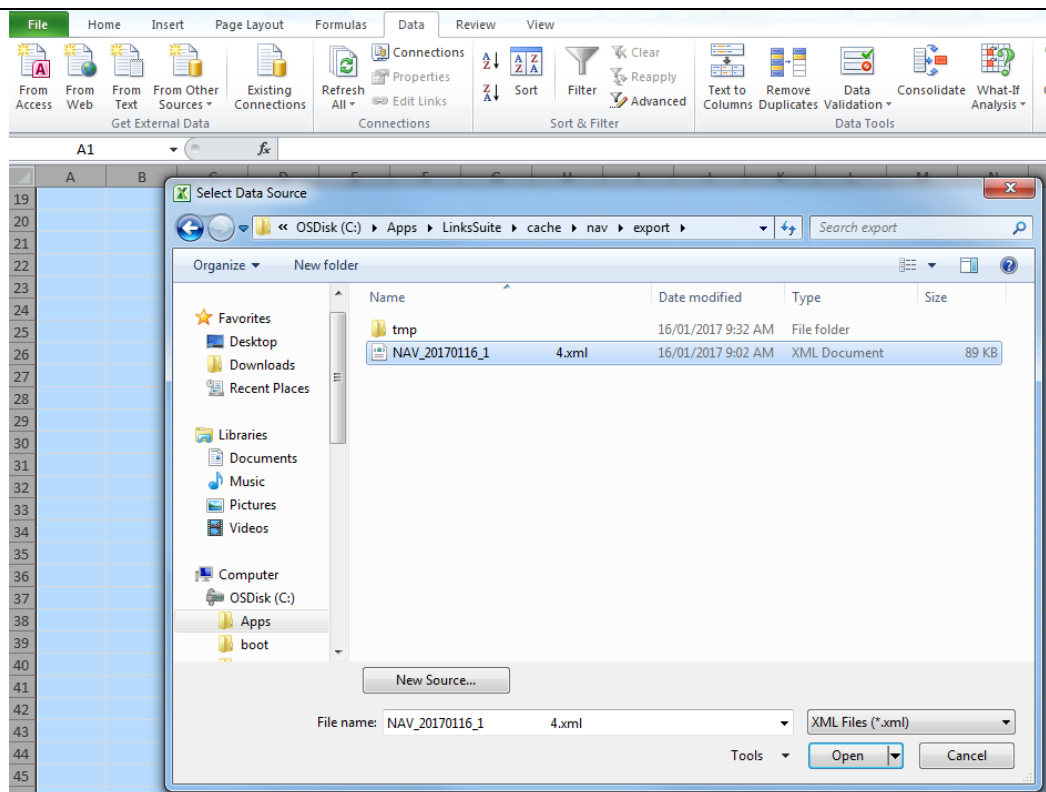 File Home Insert Page Layout Formulas Data Review View
From Access
From Web
From Text
From Other Sources
Existing Connections
Get External Data
Refresh All
Connections
Properties
Edit Links
Connections
Sort
Filter
Clear
Reapply
Advanced
Sort & Filter
Text to Columns
Remove Duplicates
Data Validation
Consolidate
What-If Analysis
Data Tools
A1 fx
A B
19
20
21
22
23
24
25
26
27
28
29
30
31
32
33
34
35
36
37
38
39
40
41
42
43
44
45
Select Data Source
« OSDisk (C:) Apps LinksSuite cache nav export
Search export
Organize New folder
Favorites
Desktop
Downloads
Recent Places
Libraries
Documents
Music
Pictures
Videos
Computer
OSDisk (C:)
Apps
boot
Name Date modified Type Size
tmp 16/01/2017 9:32 AM File folder
NAV_20170116_1 4.xml 16/01/2017 9:02 AM XML Document 89 KB
New Source...
File name: NAV_20170116_1 4.xml XML Files (*.xml)
Tools Open Cancel